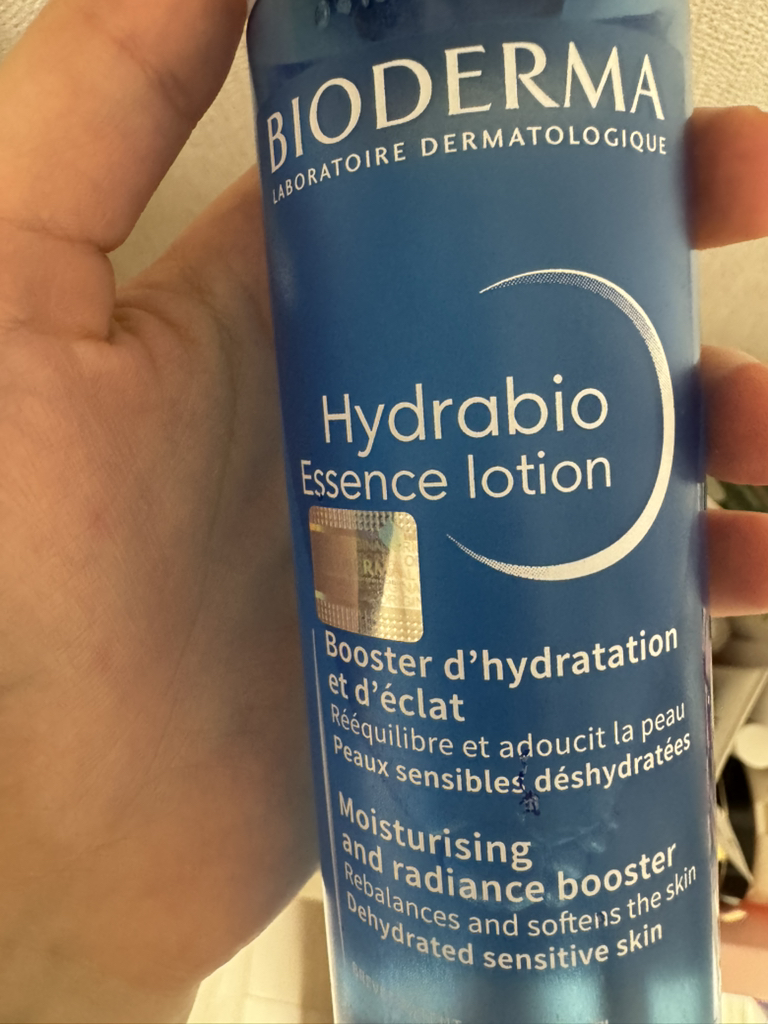 BIODERMA
LABORATOIRE DERMATOLOGIQUE
Hydrabio
Essence lotion
Booster d'hydratation
et d'éclat
Rééquilibre et adoucit la peau
Peaux sensibles déshydratées
Moisturising
and radiance booster
Rebalances and softens the skin
Dehydrated sensitive skin